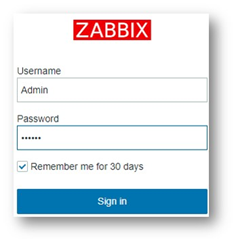 ZABBIX
Username
Admin
Password
••••••
Remember me for 30 days
Sign in